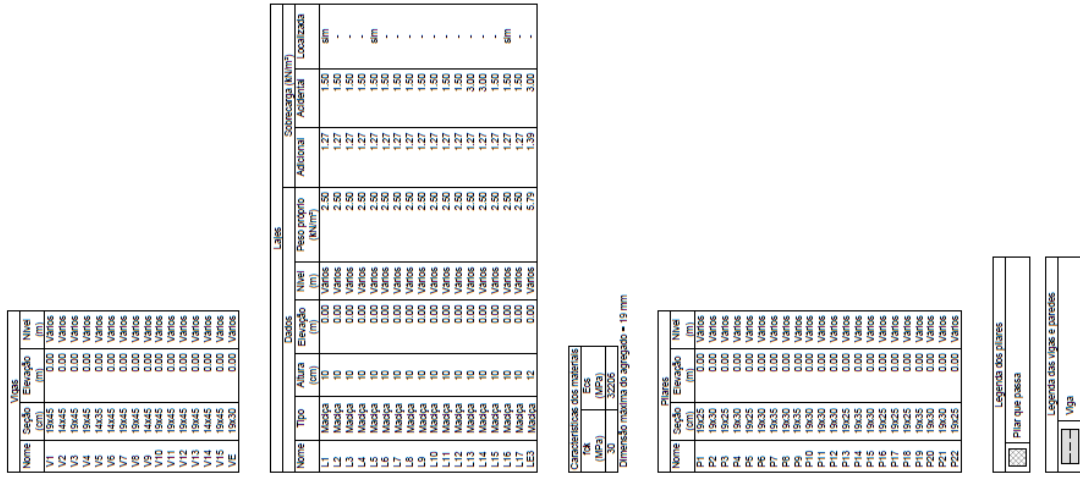 Vigas
Nome Seção (cm) Elevação (m) Nível (m)
V1 19x45 0.00 Vários
V2 14x45 0.00 Vários
V3 14x45 0.00 Vários
V4 19x45 0.00 Vários
V5 14x35 0.00 Vários
V6 14x45 0.00 Vários
V7 19x45 0.00 Vários
V8 19x45 0.00 Vários
V9 14x45 0.00 Vários
V10 19x45 0.00 Vários
V11 19x45 0.00 Vários
V12 19x45 0.00 Vários
V13 19x45 0.00 Vários
V14 19x45 0.00 Vários
V15 19x45 0.00 Vários
VE 19x30 0.00 Vários
Lajes
Dados Sobrecarga (kN/m²)
Nome Tipo Altura (cm) Elevação (m) Nível (m) Peso próprio (kN/m²) Adicional Acidental Localizada
L1 Maciça 10 0.00 Vários 2.50 1.27 1.50 sim
L2 Maciça 10 0.00 Vários 2.50 1.27 1.50 -
L3 Maciça 10 0.00 Vários 2.50 1.27 1.50 -
L4 Maciça 10 0.00 Vários 2.50 1.27 1.50 -
L5 Maciça 10 0.00 Vários 2.50 1.27 1.50 sim
L6 Maciça 10 0.00 Vários 2.50 1.27 1.50 -
L7 Maciça 10 0.00 Vários 2.50 1.27 1.50 -
L8 Maciça 10 0.00 Vários 2.50 1.27 1.50 -
L9 Maciça 10 0.00 Vários 2.50 1.27 1.50 -
L10 Maciça 10 0.00 Vários 2.50 1.27 1.50 -
L11 Maciça 10 0.00 Vários 2.50 1.27 1.50 -
L12 Maciça 10 0.00 Vários 2.50 1.27 1.50 -
L13 Maciça 10 0.00 Vários 2.50 1.27 3.00 -
L14 Maciça 10 0.00 Vários 2.50 1.27 3.00 -
L15 Maciça 10 0.00 Vários 2.50 1.27 1.50 -
L16 Maciça 10 0.00 Vários 2.50 1.27 1.50 sim
L17 Maciça 10 0.00 Vários 2.50 1.27 1.50 -
LE3 Maciça 12 0.00 Vários 5.79 1.39 3.00 -
Características dos materiais
fck (MPa) Ecs (MPa)
30 32206
Dimensão máxima do agregado = 19 mm
Pilares
Nome Seção (cm) Elevação (m) Nível (m)
P1 19x25 0.00 Vários
P2 19x30 0.00 Vários
P3 19x30 0.00 Vários
P4 19x25 0.00 Vários
P5 19x25 0.00 Vários
P6 19x30 0.00 Vários
P7 19x35 0.00 Vários
P8 19x30 0.00 Vários
P9 19x35 0.00 Vários
P10 19x30 0.00 Vários
P11 19x30 0.00 Vários
P12 19x30 0.00 Vários
P13 19x25 0.00 Vários
P14 19x35 0.00 Vários
P15 19x30 0.00 Vários
P16 19x25 0.00 Vários
P17 19x25 0.00 Vários
P18 19x25 0.00 Vários
P19 19x35 0.00 Vários
P20 19x30 0.00 Vários
P21 19x30 0.00 Vários
P22 19x25 0.00 Vários
Legenda dos pilares
Pilar que passa
Legenda das vigas e paredes
Viga